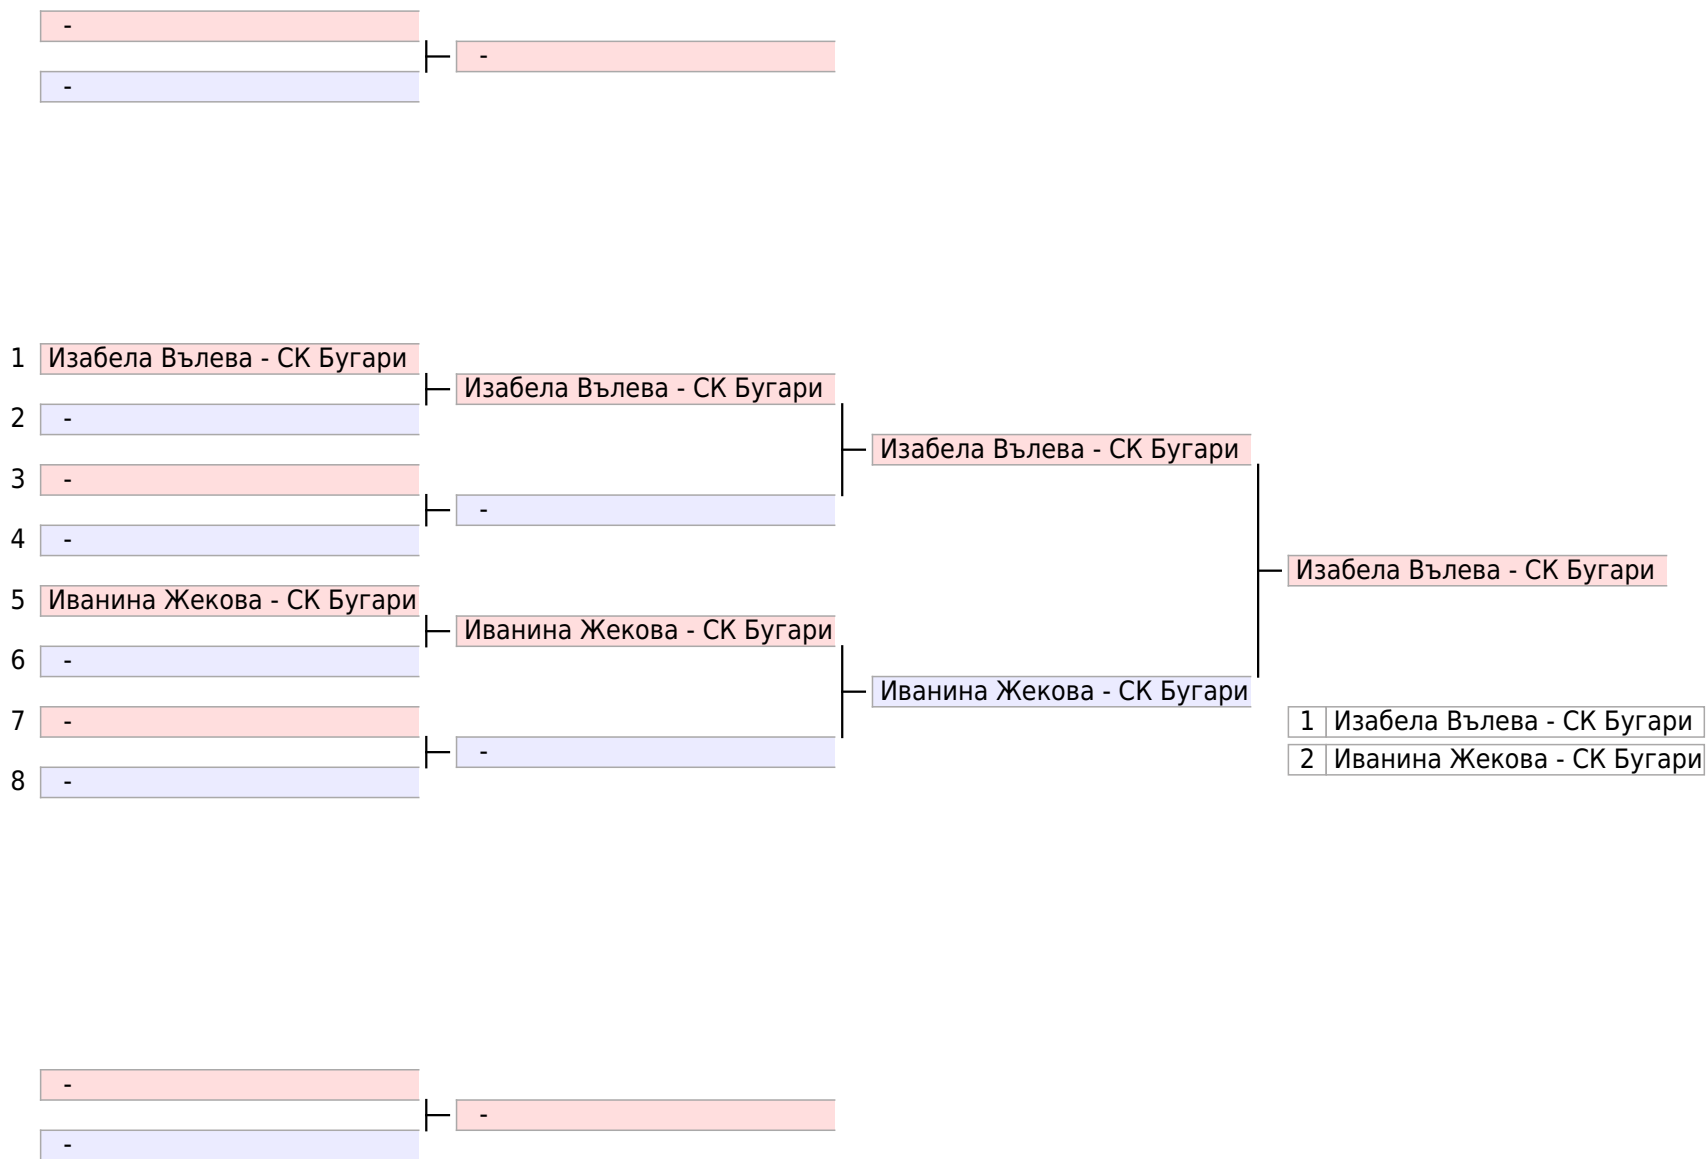 -
-
-
1 Изабела Вълева - СК Бугари
Изабела Вълева - СК Бугари
2 -
Изабела Вълева - СК Бугари
3 -
-
4 -
Изабела Вълева - СК Бугари
5 Иванина Жекова - СК Бугари
Иванина Жекова - СК Бугари
6 -
Иванина Жекова - СК Бугари
7 -
1 Изабела Вълева - СК Бугари
-
2 Иванина Жекова - СК Бугари
8 -
-
-
-